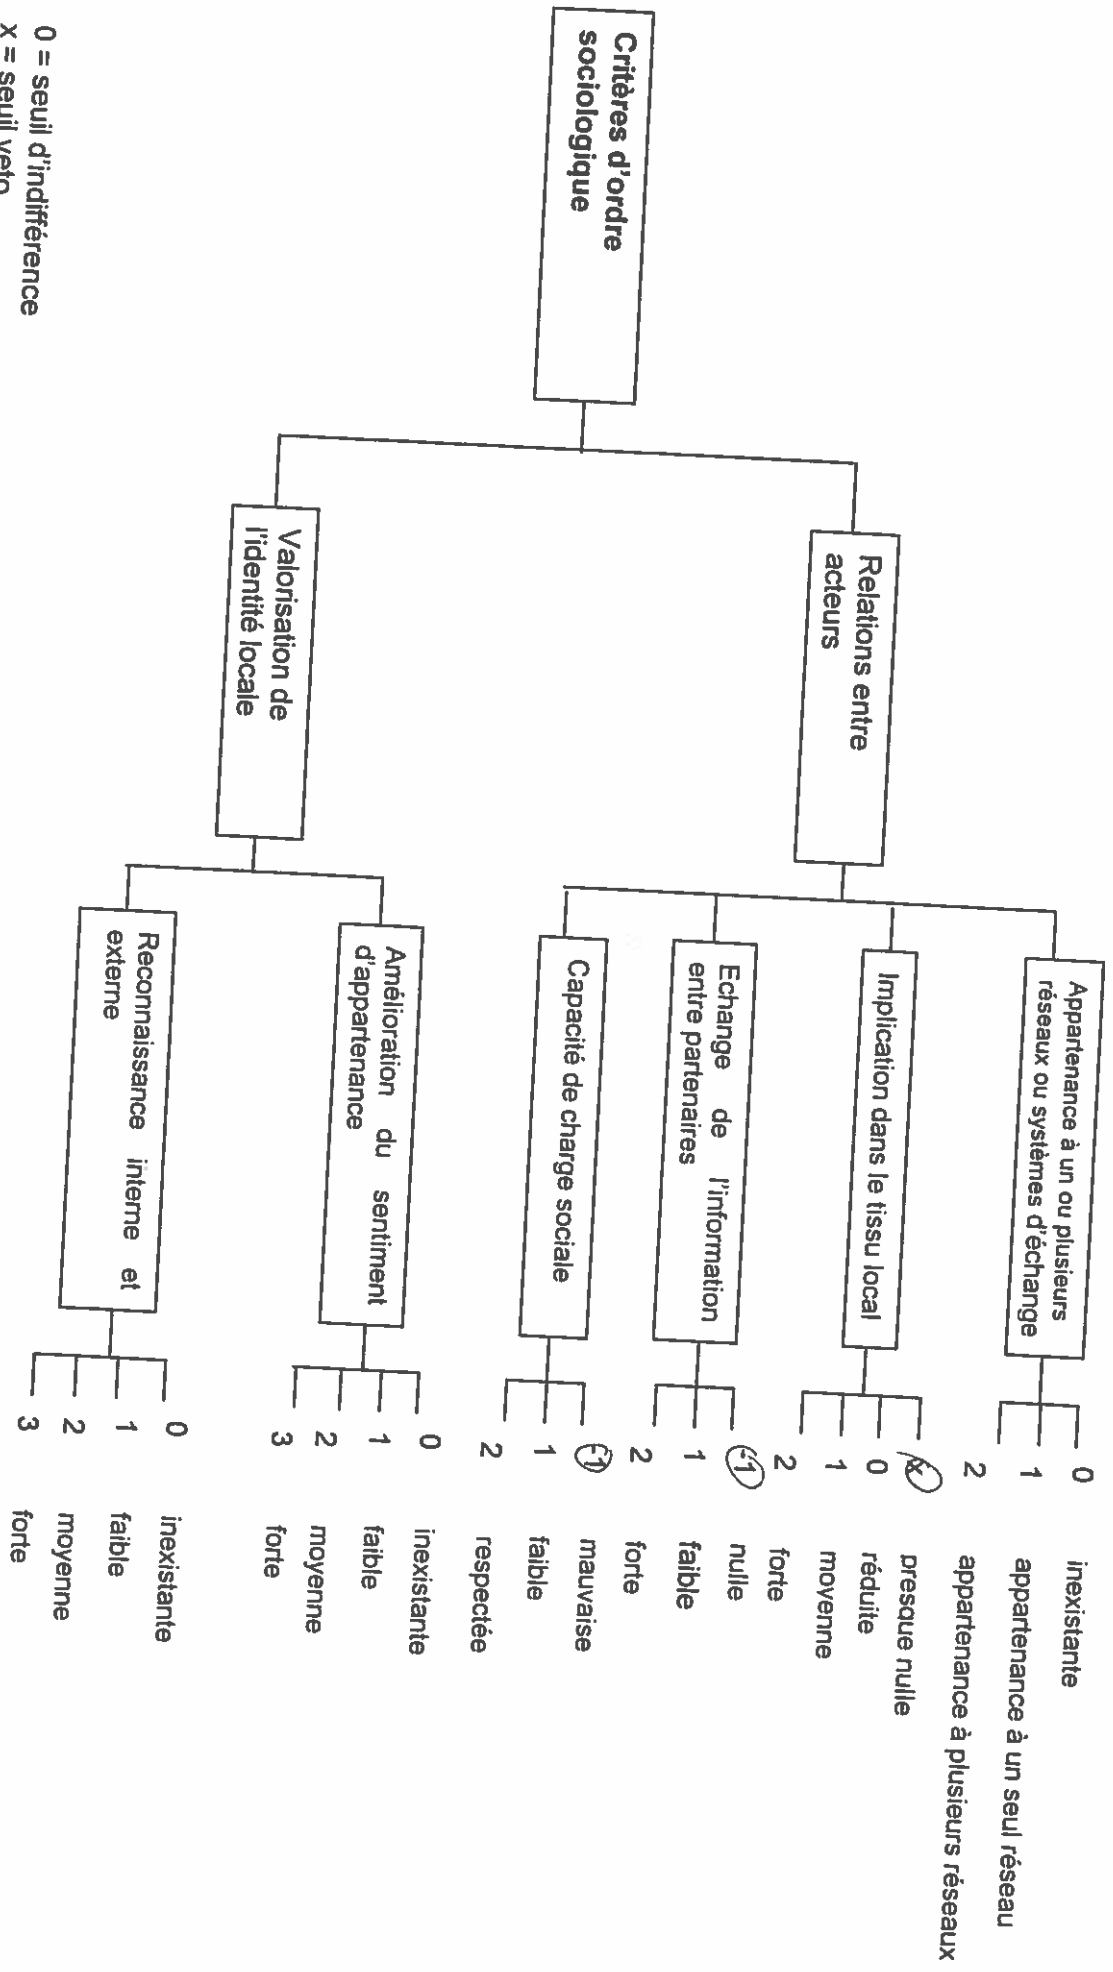 Critères d'ordre
sociologique
Relations entre
acteurs
Appartenance à un ou plusieurs
réseaux ou systèmes d'échange
0 inexistante
1 appartenance à un seul réseau
2 appartenance à plusieurs réseaux
Implication dans le tissu local
x presque nulle
0 réduite
1 moyenne
2 forte
Echange de l'information
entre partenaires
-1 nulle
1 faible
2 forte
Capacité de charge sociale
-1 mauvaise
1 faible
2 respectée
Valorisation de
l'identité locale
Amélioration du sentiment
d'appartenance
0 inexistante
1 faible
2 moyenne
3 forte
Reconnaissance interne et
externe
0 inexistante
1 faible
2 moyenne
3 forte
0 = seuil d'indifférence
x = seuil veto